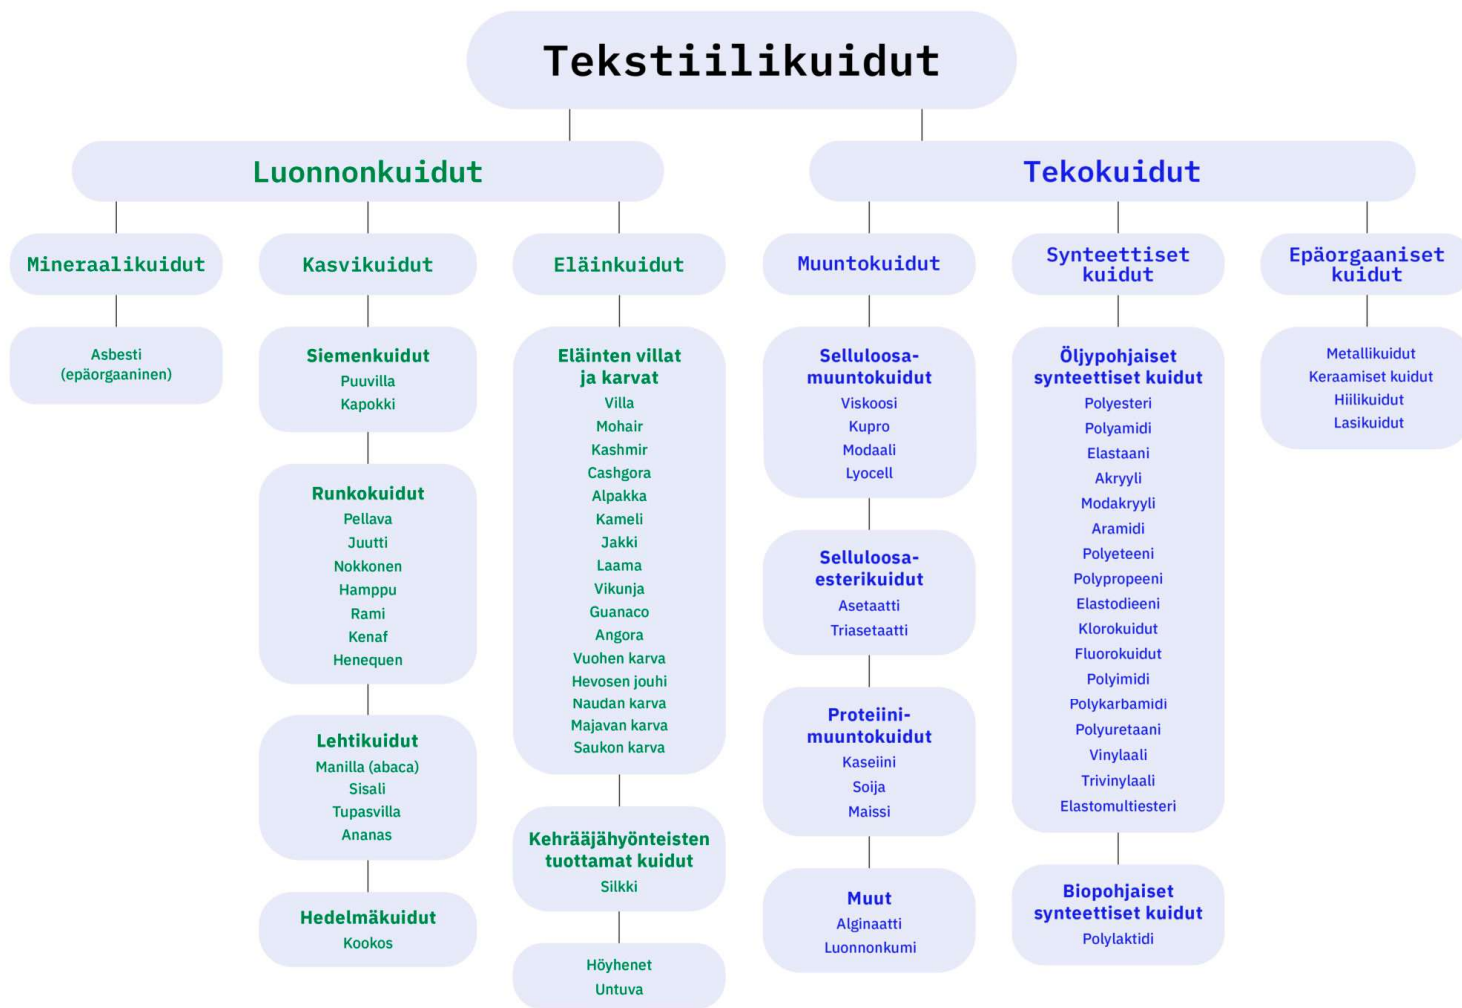 Tekstiilikuidut
Luonnonkuidut
Mineraalikuidut
Asbesti
(epäorgaaninen)
Kasvikuidut
Siemenkuidut
Puuvilla
Kapokki
Runkokuidut
Pellava
Juutti
Nokkonen
Hamppu
Rami
Kenaf
Henequen
Lehtikuidut
Manilla (abaca)
Sisali
Tupasvilla
Ananas
Hedelmäkuidut
Kookos
Eläinkuidut
Eläinten villat
ja karvat
Villa
Mohair
Kashmir
Cashgora
Alpakka
Kameli
Jakki
Laama
Vikunja
Guanaco
Angora
Vuohen karva
Hevosen jouhi
Naudan karva
Majavan karva
Saukon karva
Kehrääjähyönteisten
tuottamat kuidut
Silkki
Höyhenet
Untuva
Tekokuidut
Muuntokuidut
Selluloosa-
muuntokuidut
Viskoosi
Kupro
Modaali
Lyocell
Selluloosa-
esterikuidut
Asetaatti
Triasetaatti
Proteiini-
muuntokuidut
Kaseiini
Soija
Maissi
Muut
Alginaatti
Luonnonkumi
Synteettiset
kuidut
Öljypohjaiset
synteettiset kuidut
Polyesteri
Polyamidi
Elastaani
Akryyli
Modakryyli
Aramidi
Polyeteeni
Polypropeeni
Elastodieeni
Klorokuidut
Fluorokuidut
Polyimidi
Polykarbamidi
Polyuretaani
Vinylaali
Trivinylaali
Elastomultiesteri
Biopohjaiset
synteettiset kuidut
Polylaktidi
Epäorgaaniset
kuidut
Metallikuidut
Keraamiset kuidut
Hiilikuidut
Lasikuidut